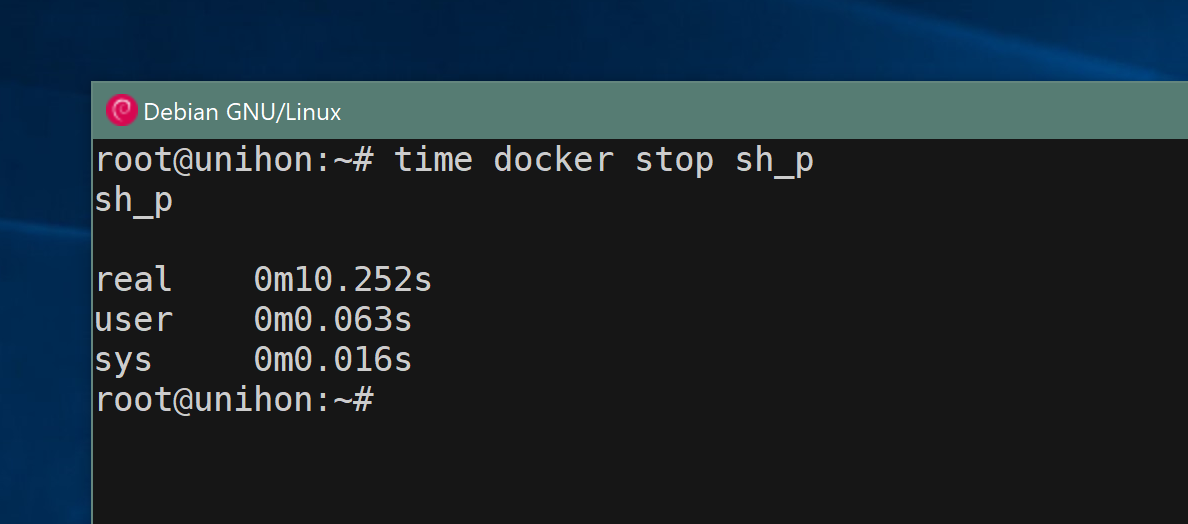 Debian GNU/Linux
root@unihon:~# time docker stop sh_p
sh_p
real    0m10.252s
user    0m0.063s
sys     0m0.016s
root@unihon:~#